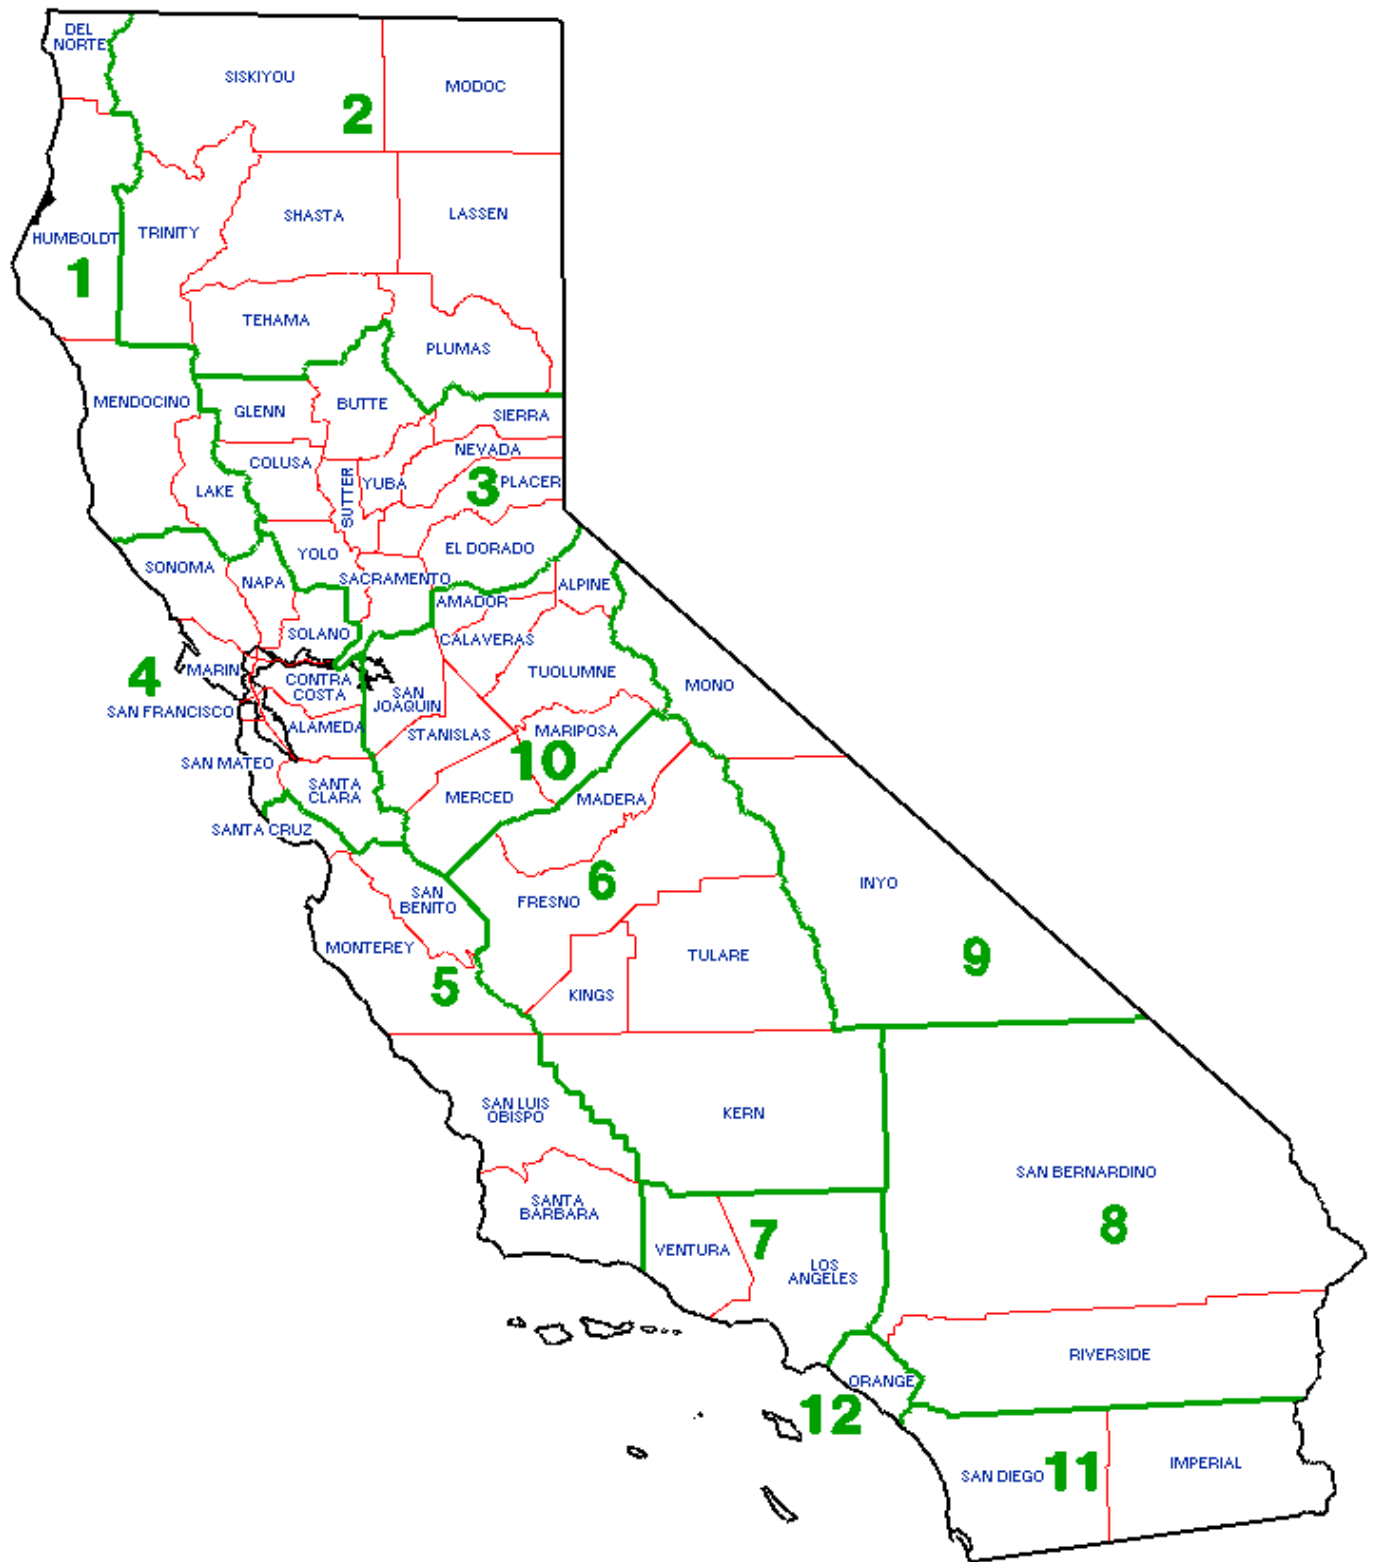 DEL
NORTE
SISKIYOU
MODOC
2
SHASTA
LASSEN
TRINITY
HUMBOLDT
1
TEHAMA
PLUMAS
MENDOCINO
GLENN
BUTTE
SIERRA
NEVADA
COLUSA
SUTTER
YUBA
3
PLACER
LAKE
YOLO
EL DORADO
SONOMA
NAPA
SACRAMENTO
ALPINE
AMADOR
SOLANO
CALAVERAS
4
MARIN
CONTRA
COSTA
TUOLUMNE
MONO
SAN
JOAQUIN
SAN FRANCISCO
ALAMEDA
STANISLAS
MARIPOSA
10
SAN MATEO
SANTA
CLARA
MERCED
MADERA
SANTA CRUZ
6
INYO
SAN
BENITO
FRESNO
MONTEREY
TULARE
9
5
KINGS
SAN LUIS
OBISPO
KERN
SAN BERNARDINO
SANTA
BARBARA
8
VENTURA
7
LOS
ANGELES
RIVERSIDE
ORANGE
12
SAN DIEGO
11
IMPERIAL